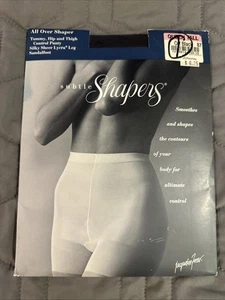 All Over Shaper
Tummy, Hip and Thigh
Control Panty
Silky Sheer Lycra® Leg
Sandalfoot
subtle Shapers®
Smoothes
and shapes
the contours
of your
body for
ultimate
control